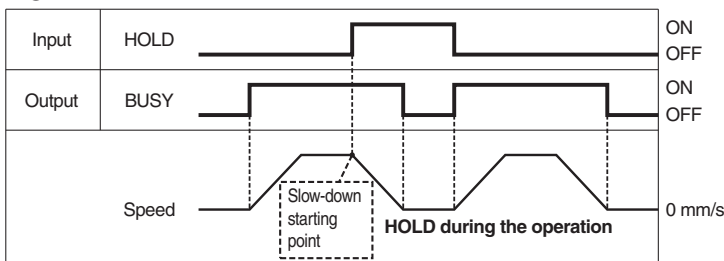 Input HOLD ON
OFF
Output BUSY ON
OFF
Speed 0 mm/s
Slow-down
starting
point
HOLD during the operation